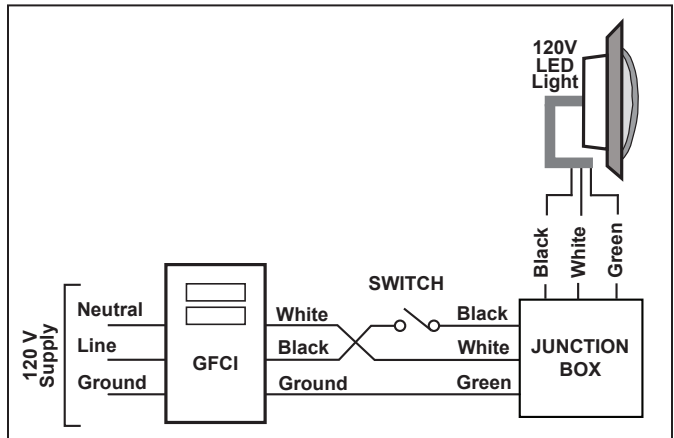 120V
LED
Light
Black
White
Green
SWITCH
120 V
Supply
Neutral
Line
Ground
GFCI
White
Black
Ground
Black
White
Green
JUNCTION
BOX